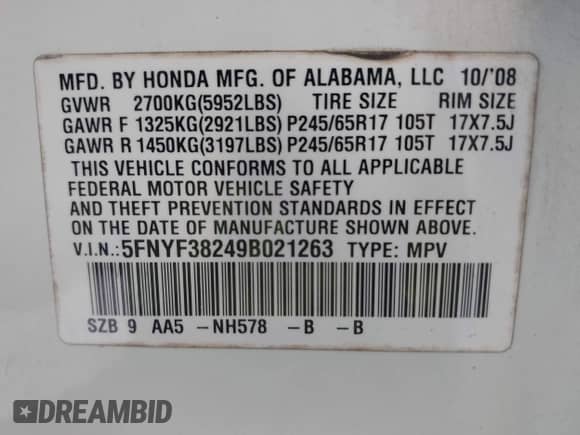 MFD. BY HONDA MFG. OF ALABAMA, LLC 10/'08
GVWR 2700KG(5952LBS) TIRE SIZE RIM SIZE
GAWR F 1325KG(2921LBS) P245/65R17 105T 17X7.5J
GAWR R 1450KG(3197LBS) P245/65R17 105T 17X7.5J
THIS VEHICLE CONFORMS TO ALL APPLICABLE
FEDERAL MOTOR VEHICLE SAFETY
AND THEFT PREVENTION STANDARDS IN EFFECT
ON THE DATE OF MANUFACTURE SHOWN ABOVE.
V.I.N.:5FNYF38249B021263 TYPE: MPV
SZB 9 AA5 -NH578 -B -B
DREAMBID